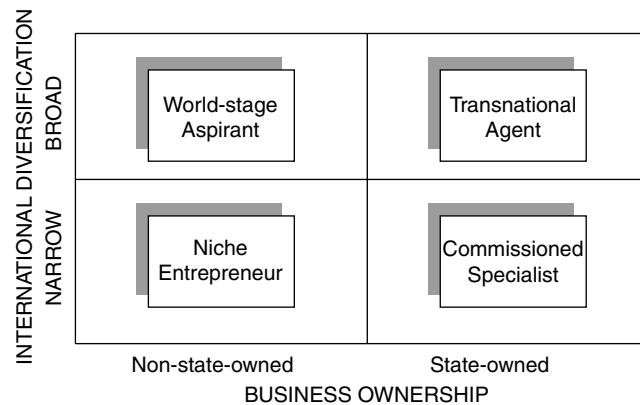 INTERNATIONAL DIVERSIFICATION
BROAD
NARROW
World-stage
Aspirant
Transnational
Agent
Niche
Entrepreneur
Commissioned
Specialist
Non-state-owned
State-owned
BUSINESS OWNERSHIP